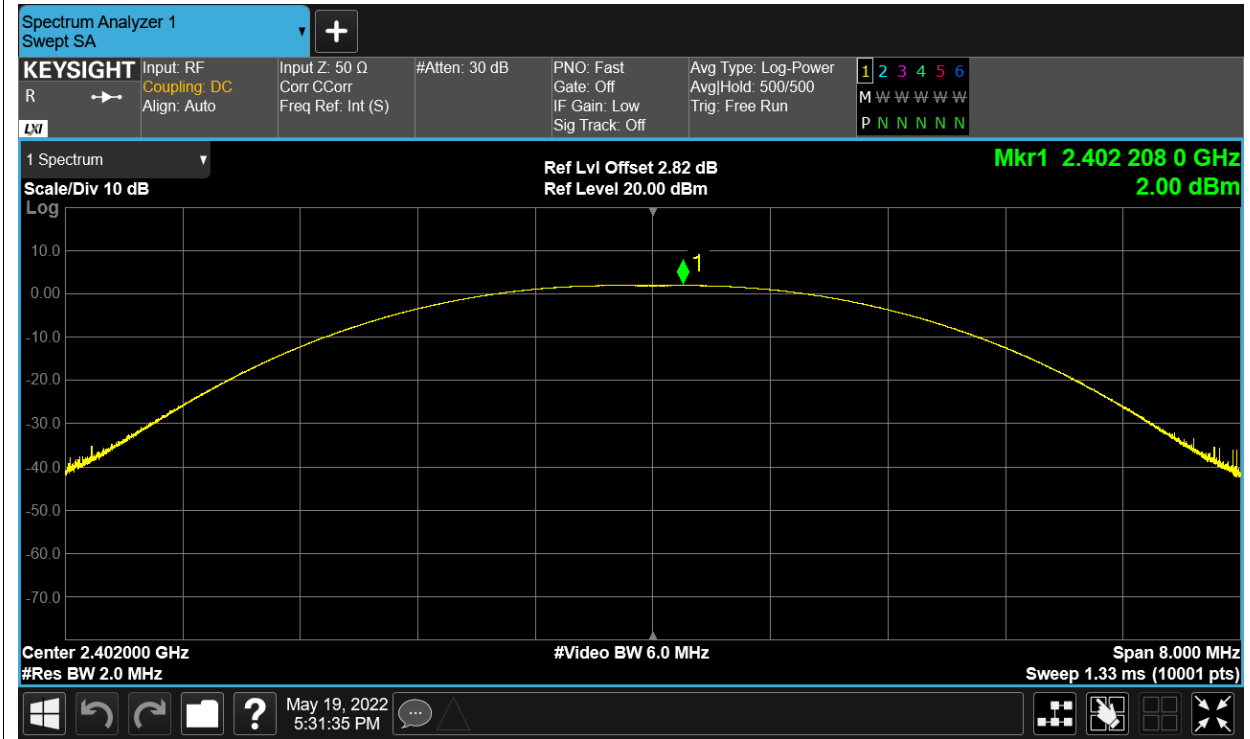 Spectrum Analyzer 1
Swept SA
KEYSIGHT
R
LXI
Input: RF
Coupling: DC
Align: Auto
Input Z: 50 Ω
Corr CCorr
Freq Ref: Int (S)
#Atten: 30 dB
PNO: Fast
Gate: Off
IF Gain: Low
Sig Track: Off
Avg Type: Log-Power
Avg|Hold: 500/500
Trig: Free Run
1 2 3 4 5 6
M W W W W W
P N N N N N
1 Spectrum
Scale/Div 10 dB
Log
Ref Lvl Offset 2.82 dB
Ref Level 20.00 dBm
Mkr1 2.402 208 0 GHz
2.00 dBm
1
10.0
0.00
-10.0
-20.0
-30.0
-40.0
-50.0
-60.0
-70.0
Center 2.402000 GHz
#Res BW 2.0 MHz
#Video BW 6.0 MHz
Span 8.000 MHz
Sweep 1.33 ms (10001 pts)
?
May 19, 2022
5:31:35 PM